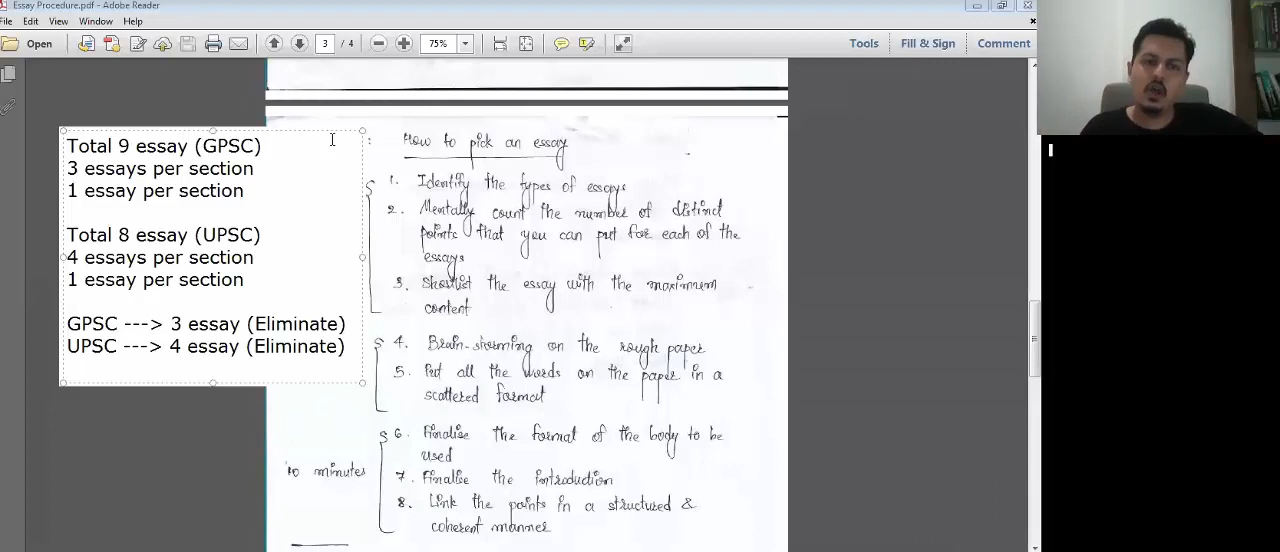 Essay Procedure.pdf - Adobe Reader
File Edit View Window Help
Open 3 / 4 75% Tools Fill & Sign Comment
Total 9 essay (GPSC)
3 essays per section
1 essay per section
Total 8 essay (UPSC)
4 essays per section
1 essay per section
GPSC ---> 3 essay (Eliminate)
UPSC ---> 4 essay (Eliminate)
How to pick an essay
1. Identify the types of essays
2. Mentally count the number of distinct
points that you can put for each of the
essays
3. Shortlist the essay with the maximum
content
4. Brain-storming on the rough paper
5. Put all the words on the paper in a
scattered format
6. Finalise the format of the body to be
used
10 minutes
7. Finalise the introduction
8. Link the points in a structured &
coherent manner